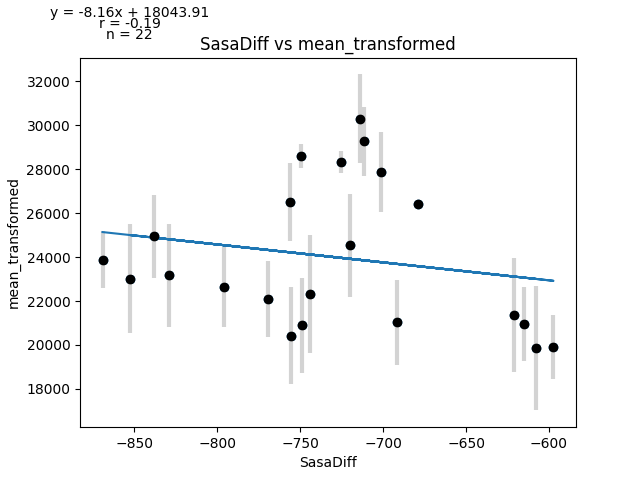 y = -8.16x + 18043.91
r = -0.19
n = 22
SasaDiff vs mean_transformed
32000
30000
28000
26000
24000
22000
20000
18000
mean_transformed
−850 −800 −750 −700 −650 −600
SasaDiff